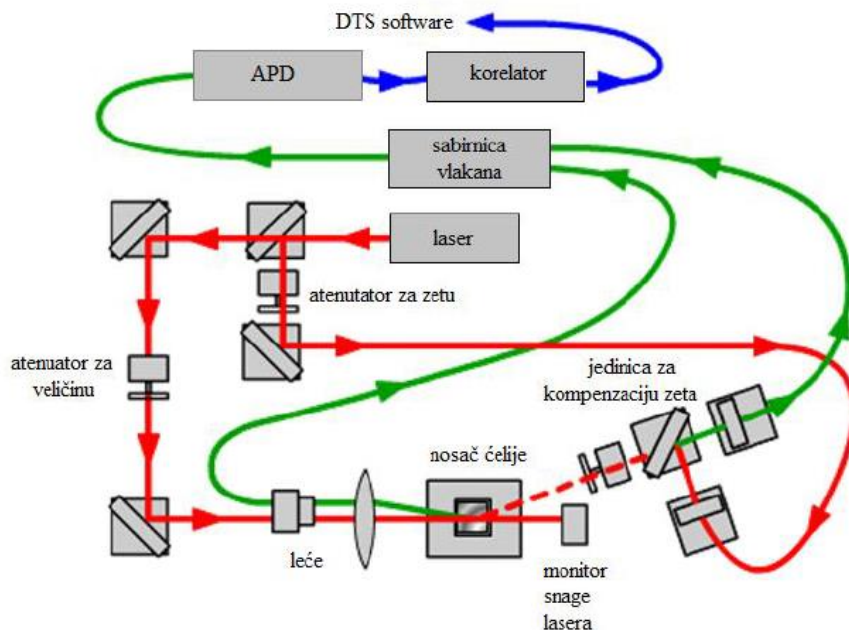 DTS software
APD
korelator
sabirnica
vlakana
laser
atenutator za zetu
atenuator za
veličinu
jedinica za
kompenzaciju zeta
nosač ćelije
leće
monitor
snage
lasera